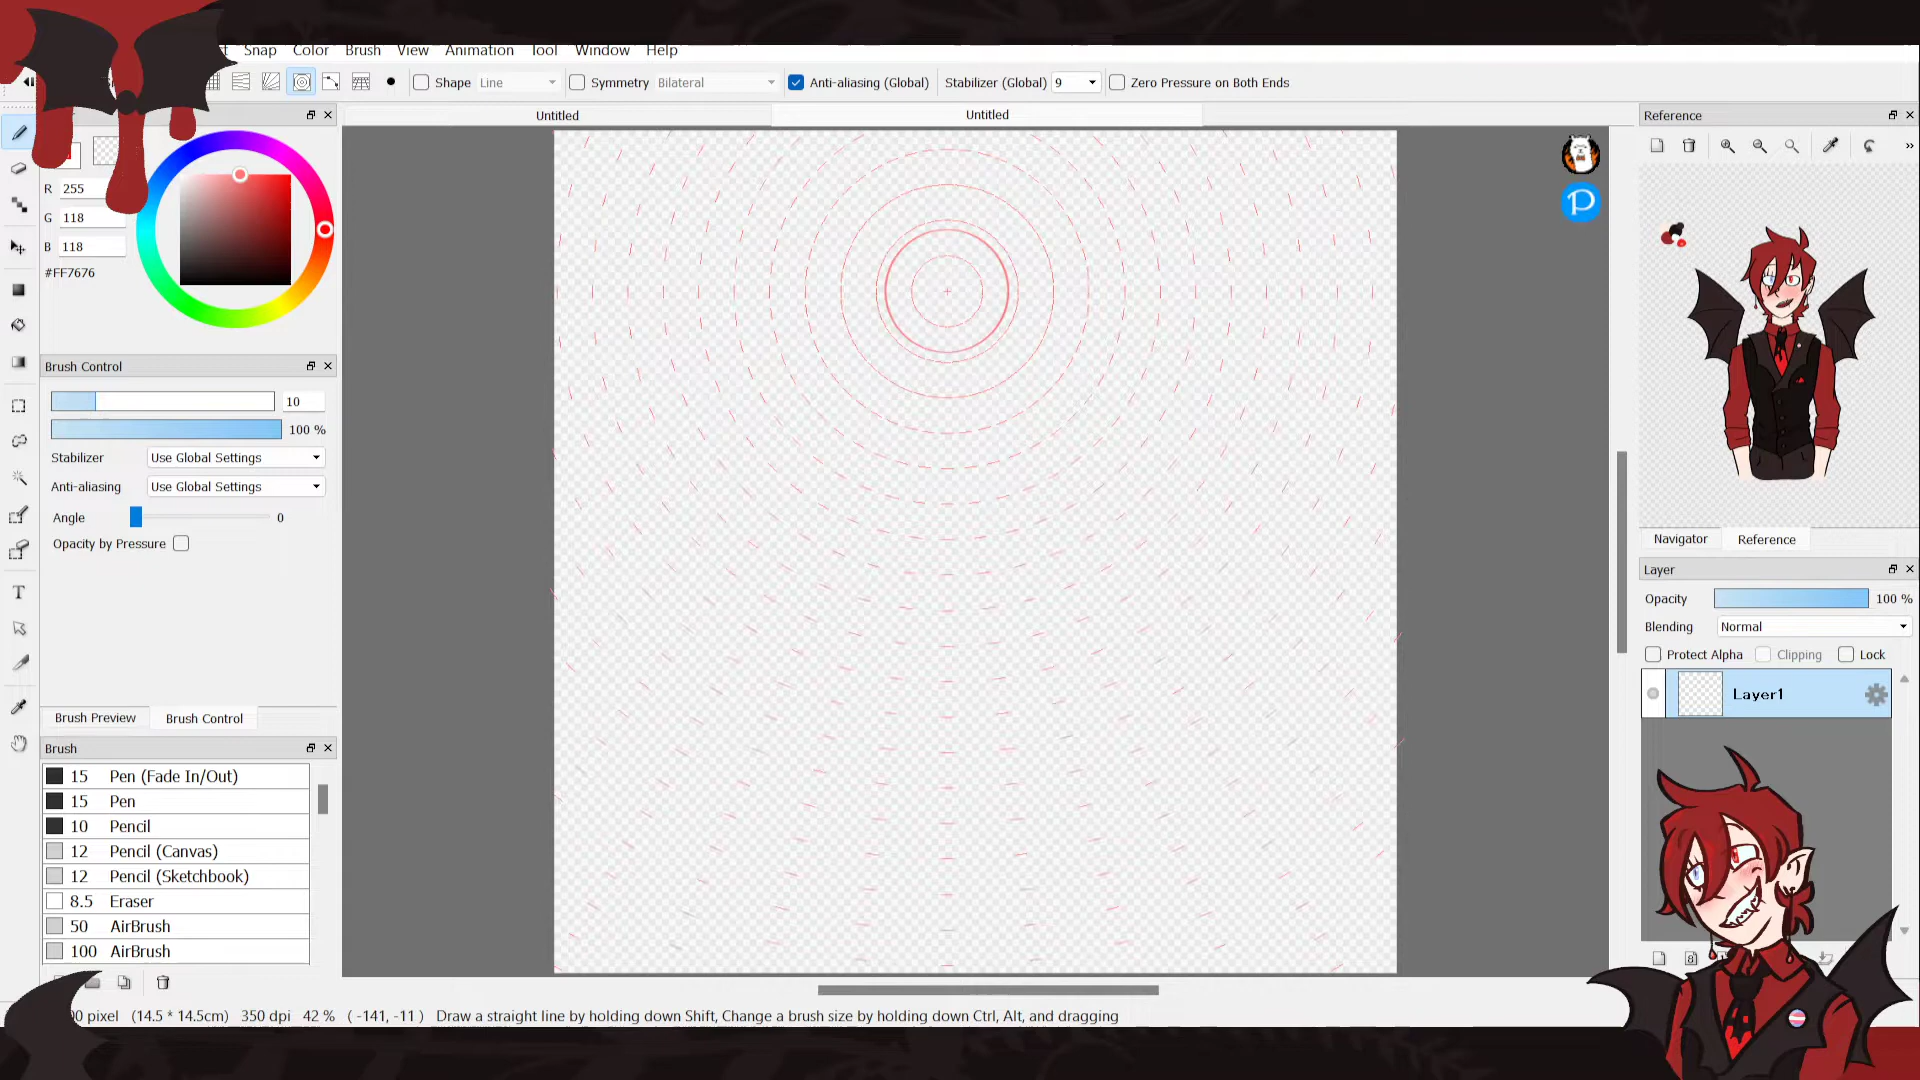 Snap Color Brush View Animation Tool Window Help
Shape Line Symmetry Bilateral Anti-aliasing (Global) Stabilizer (Global) 9 Zero Pressure on Both Ends
Untitled Untitled
R 255
G 118
B 118
#FF7676
Brush Control
10
100 %
Stabilizer Use Global Settings
Anti-aliasing Use Global Settings
Angle 0
Opacity by Pressure
Brush Preview Brush Control
Brush
15 Pen (Fade In/Out)
15 Pen
10 Pencil
12 Pencil (Canvas)
12 Pencil (Sketchbook)
8.5 Eraser
50 AirBrush
100 AirBrush
pixel (14.5 * 14.5cm) 350 dpi 42 % ( -141, -11 ) Draw a straight line by holding down Shift, Change a brush size by holding down Ctrl, Alt, and dragging
Reference
Navigator Reference
Layer
Opacity 100 %
Blending Normal
Protect Alpha Clipping Lock
Layer1